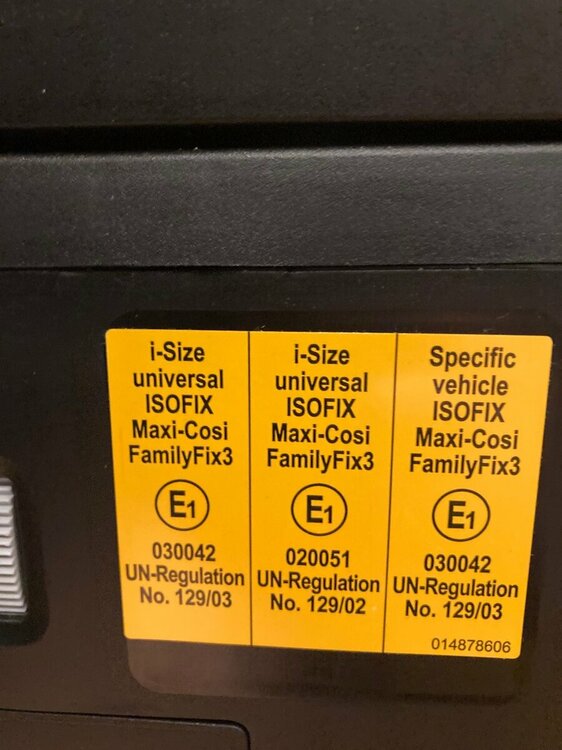 i-Size
universal
ISOFIX
Maxi-Cosi
FamilyFix3
E1
030042
UN-Regulation
No. 129/03
i-Size
universal
ISOFIX
Maxi-Cosi
FamilyFix3
E1
020051
UN-Regulation
No. 129/02
Specific
vehicle
ISOFIX
Maxi-Cosi
FamilyFix3
E1
030042
UN-Regulation
No. 129/03
014878606